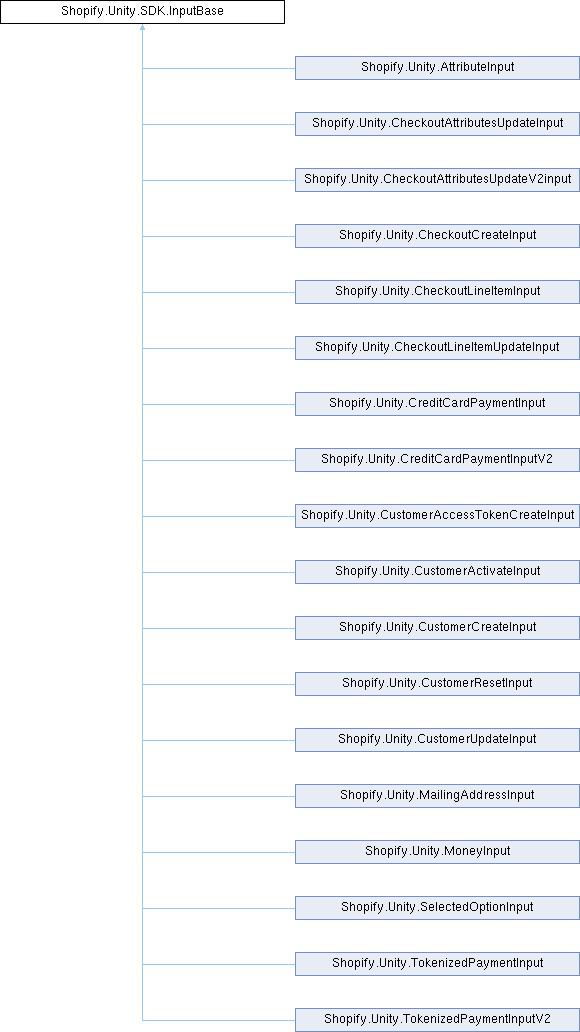 Shopify.Unity.SDK.InputBase
Shopify.Unity.AttributeInput
Shopify.Unity.CheckoutAttributesUpdateInput
Shopify.Unity.CheckoutAttributesUpdateV2input
Shopify.Unity.CheckoutCreateInput
Shopify.Unity.CheckoutLineItemInput
Shopify.Unity.CheckoutLineItemUpdateInput
Shopify.Unity.CreditCardPaymentInput
Shopify.Unity.CreditCardPaymentInputV2
Shopify.Unity.CustomerAccessTokenCreateInput
Shopify.Unity.CustomerActivateInput
Shopify.Unity.CustomerCreateInput
Shopify.Unity.CustomerResetInput
Shopify.Unity.CustomerUpdateInput
Shopify.Unity.MailingAddressInput
Shopify.Unity.MoneyInput
Shopify.Unity.SelectedOptionInput
Shopify.Unity.TokenizedPaymentInput
Shopify.Unity.TokenizedPaymentInputV2